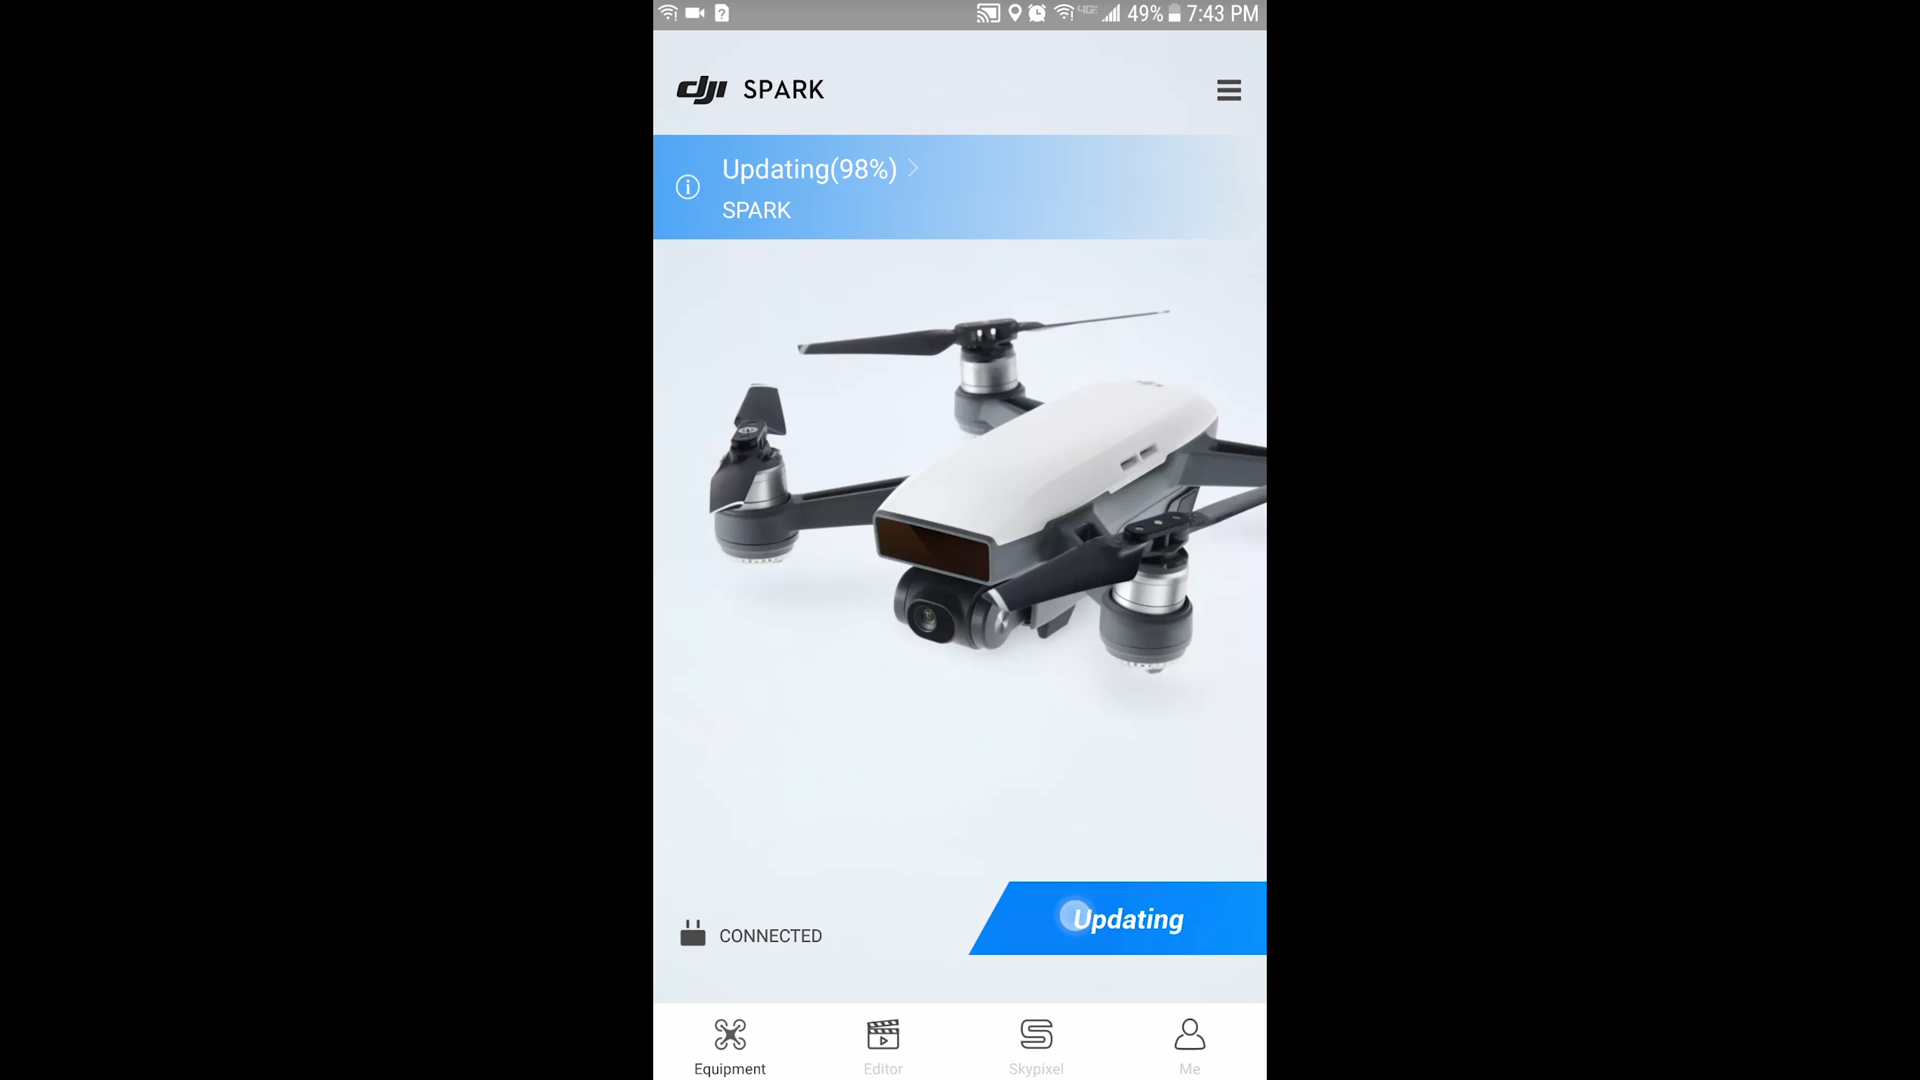 49% 7:43 PM
dji SPARK
Updating(98%)
SPARK
CONNECTED
Updating
Equipment Editor Skypixel Me